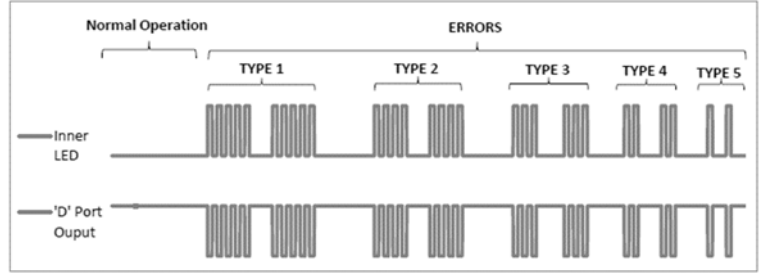 Normal Operation
ERRORS
TYPE 1
TYPE 2
TYPE 3
TYPE 4
TYPE 5
Inner
LED
'D' Port
Ouput